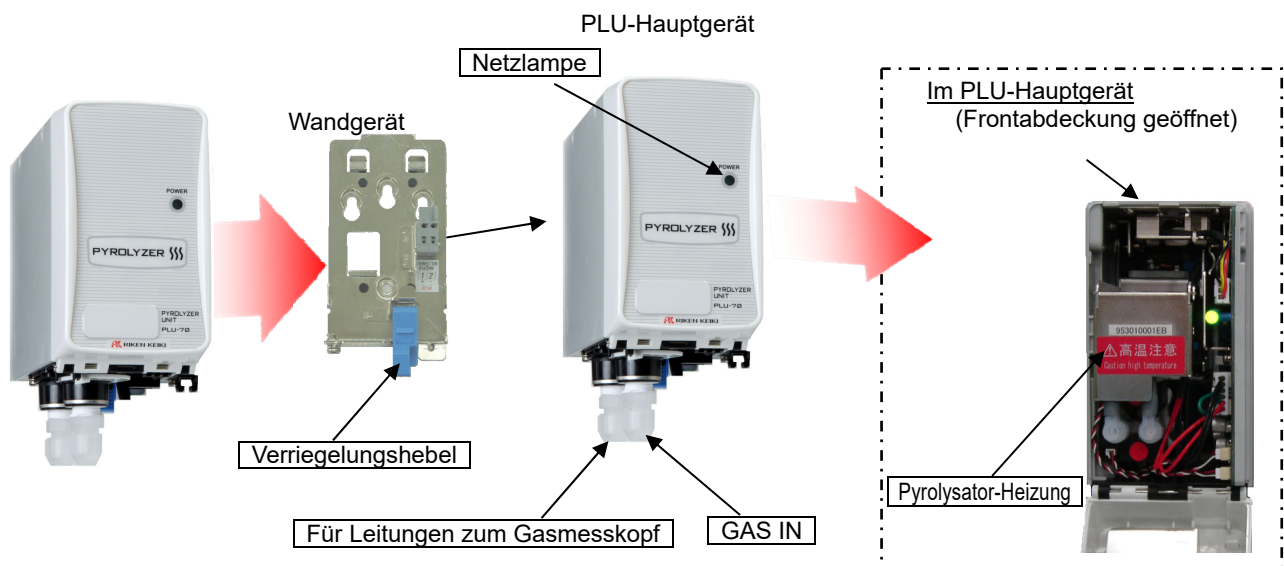 PLU-Hauptgerät
Netzlampe
Im PLU-Hauptgerät
(Frontabdeckung geöffnet)
Wandgerät
POWER
PYROLYZER
PYROLYZER
UNIT
PLU-70
RIKEN KEIKI
1 2
POWER
PYROLYZER
PYROLYZER
UNIT
PLU-70
RIKEN KEIKI
953010001EB
高温注意
Caution high temperature
Verriegelungshebel
Pyrolysator-Heizung
Für Leitungen zum Gasmesskopf
GAS IN